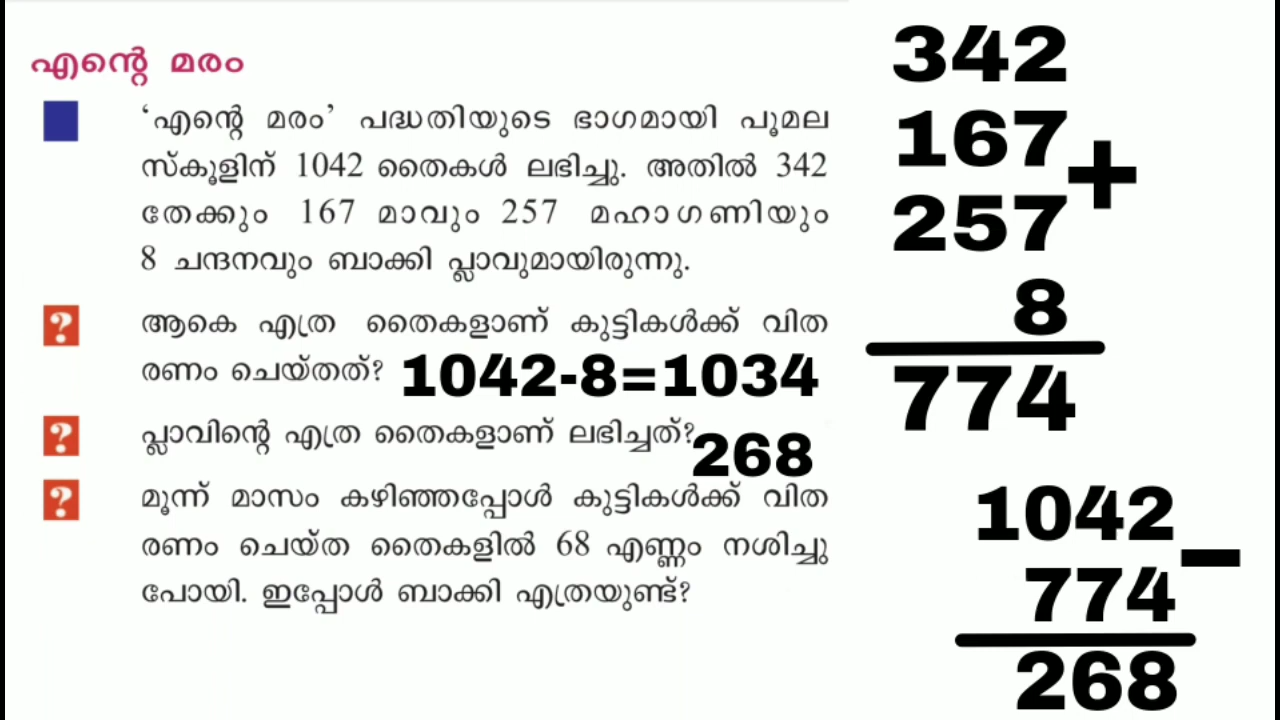 എന്റെ മരം
‘എന്റെ മരം’ പദ്ധതിയുടെ ഭാഗമായി പൂമല
സ്കൂളിന് 1042 തൈകൾ ലഭിച്ചു. അതിൽ 342
തേക്കും 167 മാവും 257 മഹാഗണിയും
8 ചന്ദനവും ബാക്കി പ്ലാവുമായിരുന്നു.
? ആകെ എത്ര തൈകളാണ് കുട്ടികൾക്ക് വിത
രണം ചെയ്തത്? 1042-8=1034
? പ്ലാവിന്റെ എത്ര തൈകളാണ് ലഭിച്ചത്? 268
? മൂന്ന് മാസം കഴിഞ്ഞപ്പോൾ കുട്ടികൾക്ക് വിത
രണം ചെയ്ത തൈകളിൽ 68 എണ്ണം നശിച്ചു
പോയി. ഇപ്പോൾ ബാക്കി എത്രയുണ്ട്?
342
167 +
257
8
774
1042 -
774
268